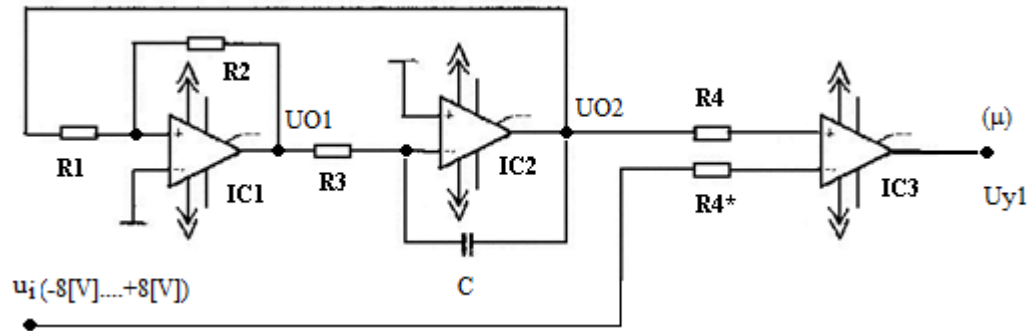 R2
UO1
R1
IC1
R3
IC2
UO2
R4
R4*
IC3
(μ)
Uy1
C
ui (-8[V]....+8[V])
+
-
+
-
+
-